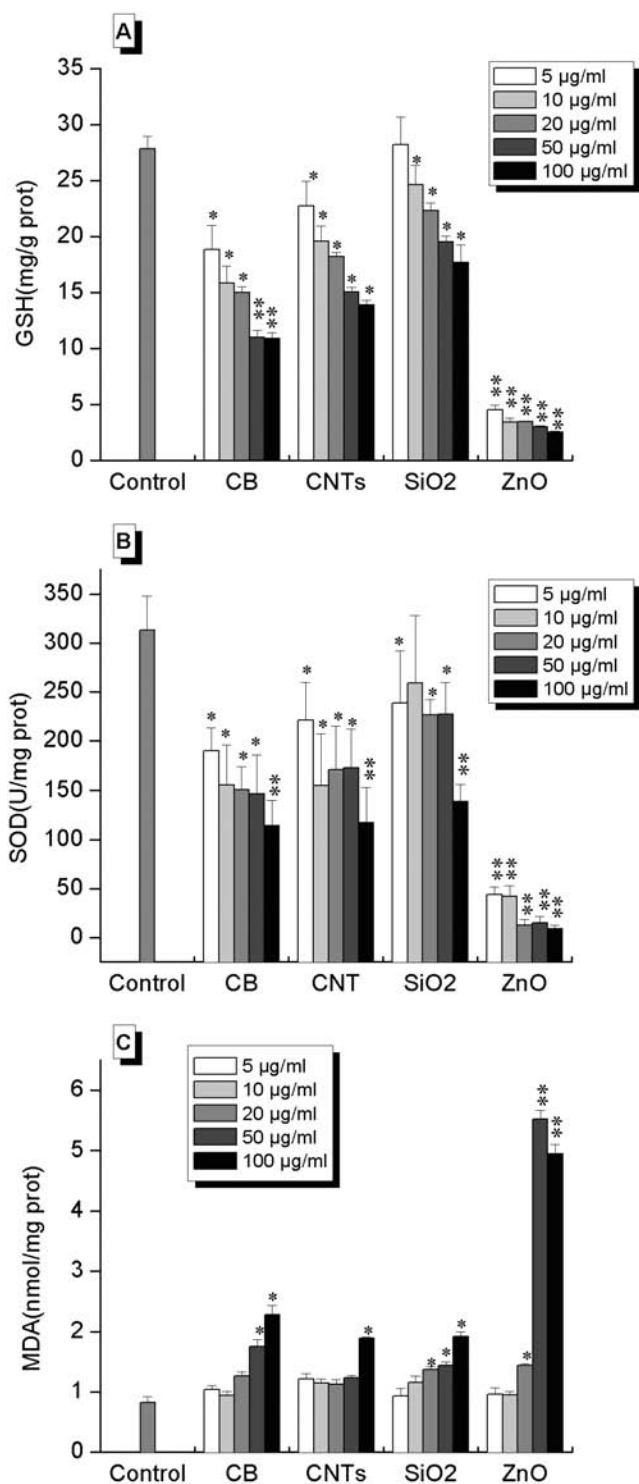 A
35
30
25
20
15
10
5
0
GSH(mg/g prot)
5 µg/ml
10 µg/ml
20 µg/ml
50 µg/ml
100 µg/ml
*
*
*
**
**
*
*
*
*
*
*
*
*
*
**
**
**
**
**
Control CB CNTs SiO2 ZnO
B
350
300
250
200
150
100
50
0
SOD(U/mg prot)
5 µg/ml
10 µg/ml
20 µg/ml
50 µg/ml
100 µg/ml
*
*
*
*
**
*
*
*
*
**
*
*
*
**
**
**
**
**
**
Control CB CNT SiO2 ZnO
C
6
5
4
3
2
1
0
MDA(nmol/mg prot)
5 µg/ml
10 µg/ml
20 µg/ml
50 µg/ml
100 µg/ml
*
*
*
*
*
*
*
**
**
Control CB CNTs SiO2 ZnO